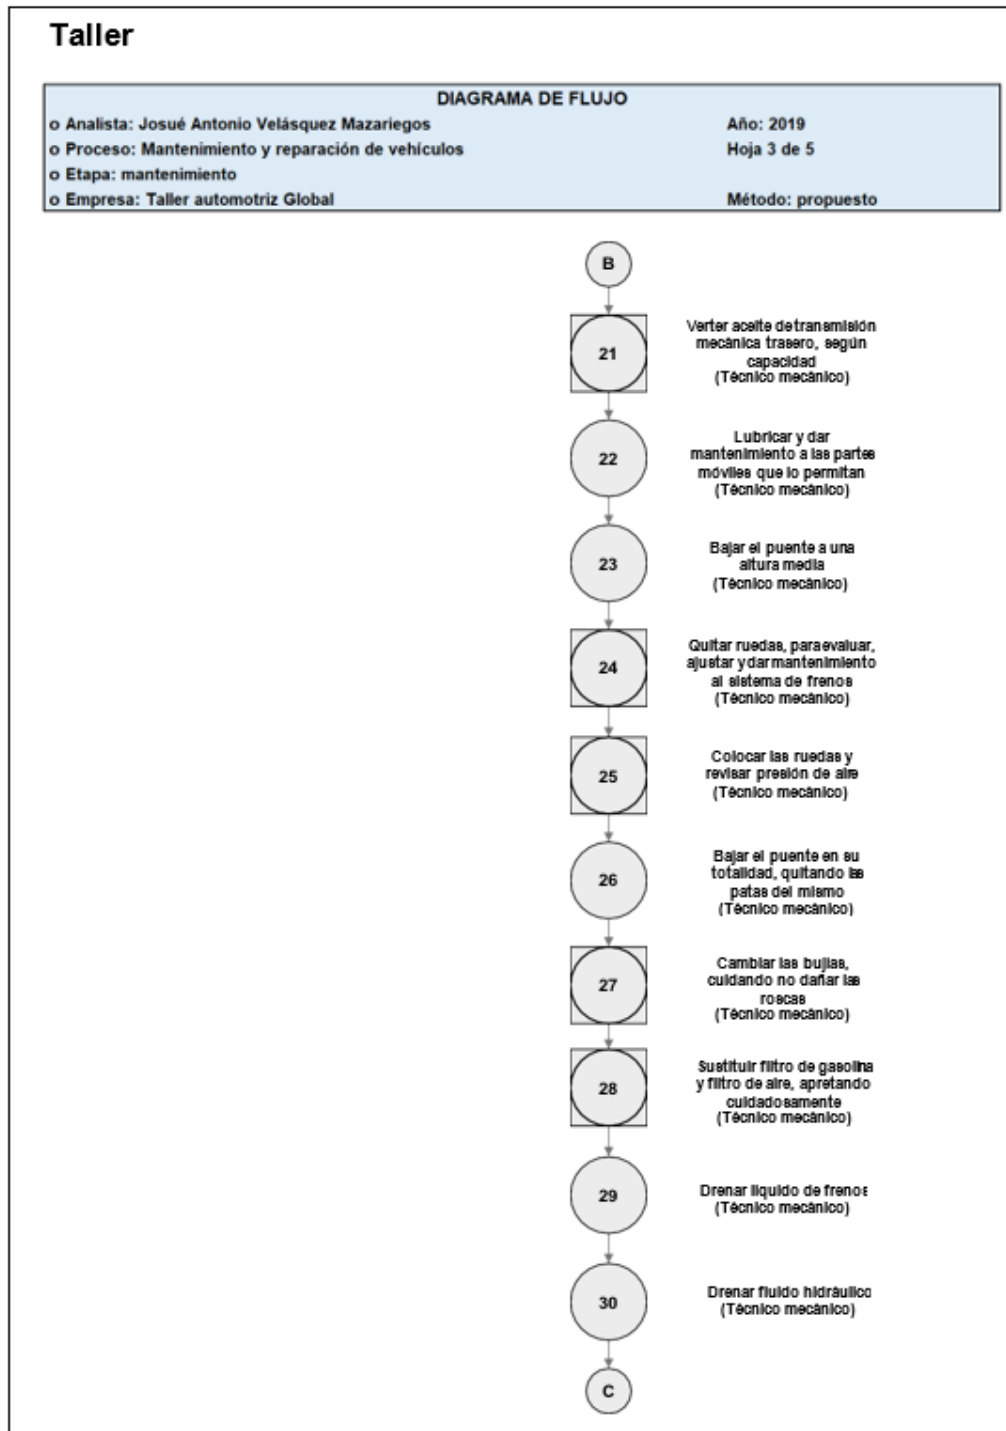 Taller
DIAGRAMA DE FLUJO
o Analista: Josué Antonio Velásquez Mazariegos
Año: 2019
o Proceso: Mantenimiento y reparación de vehículos
Hoja 3 de 5
o Etapa: mantenimiento
o Empresa: Taller automotriz Global
Método: propuesto
B
21
Verter aceite de transmisión
mecánica trasero, según
capacidad
(Técnico mecánico)
22
Lubricar y dar
mantenimiento a las partes
móviles que lo permitan
(Técnico mecánico)
23
Bajar el puente a una
altura media
(Técnico mecánico)
24
Quitar ruedas, para evaluar,
ajustar y dar mantenimiento
al sistema de frenos
(Técnico mecánico)
25
Colocar las ruedas y
revisar presión de aire
(Técnico mecánico)
26
Bajar el puente en su
totalidad, quitando las
patas del mismo
(Técnico mecánico)
27
Cambiar las bujías,
cuidando no dañar las
roscas
(Técnico mecánico)
28
Sustituir filtro de gasolina
y filtro de aire, apretando
cuidadosamente
(Técnico mecánico)
29
Drenar líquido de frenos
(Técnico mecánico)
30
Drenar fluido hidráulico
(Técnico mecánico)
C